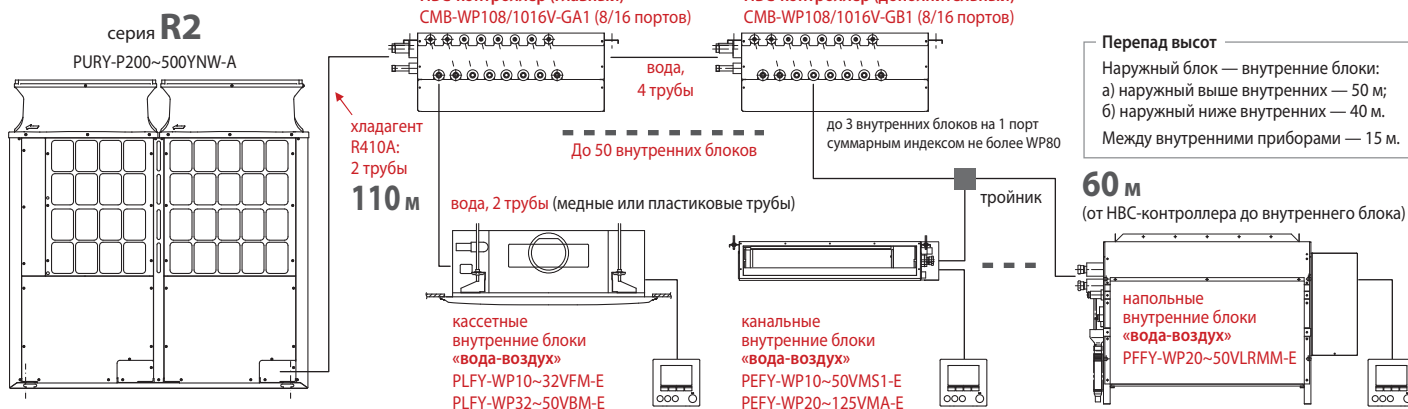 серия R2
PURY-P200~500YNW-A
CMB-WP108/1016V-GA1 (8/16 портов)
CMB-WP108/1016V-GB1 (8/16 портов)
вода,
4 трубы
хладагент
R410A:
2 трубы
110 м
До 50 внутренних блоков
до 3 внутренних блоков на 1 порт
суммарным индексом не более WP80
Перепад высот
Наружный блок — внутренние блоки:
а) наружный выше внутренних — 50 м;
б) наружный ниже внутренних — 40 м.
Между внутренними приборами — 15 м.
вода, 2 трубы (медные или пластиковые трубы)
тройник
60 м
(от HBC-контроллера до внутреннего блока)
кассетные
внутренние блоки
«вода-воздух»
PLFY-WP10~32VFM-E
PLFY-WP32~50VBM-E
канальные
внутренние блоки
«вода-воздух»
PEFY-WP10~50VMS1-E
PEFY-WP20~125VMA-E
напольные
внутренние блоки
«вода-воздух»
PFFY-WP20~50VLRMM-E